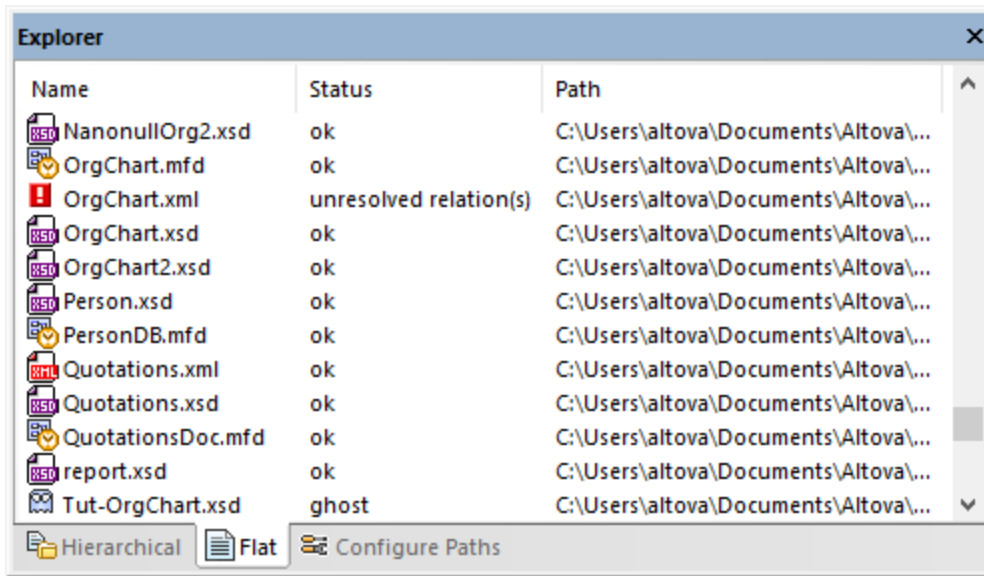 Explorer
Name Status Path
NanonullOrg2.xsd ok C:\Users\altova\Documents\Altova\...
OrgChart.mfd ok C:\Users\altova\Documents\Altova\...
OrgChart.xml unresolved relation(s) C:\Users\altova\Documents\Altova\...
OrgChart.xsd ok C:\Users\altova\Documents\Altova\...
OrgChart2.xsd ok C:\Users\altova\Documents\Altova\...
Person.xsd ok C:\Users\altova\Documents\Altova\...
PersonDB.mfd ok C:\Users\altova\Documents\Altova\...
Quotations.xml ok C:\Users\altova\Documents\Altova\...
Quotations.xsd ok C:\Users\altova\Documents\Altova\...
QuotationsDoc.mfd ok C:\Users\altova\Documents\Altova\...
report.xsd ok C:\Users\altova\Documents\Altova\...
Tut-OrgChart.xsd ghost C:\Users\altova\Documents\Altova\...
Hierarchical Flat Configure Paths